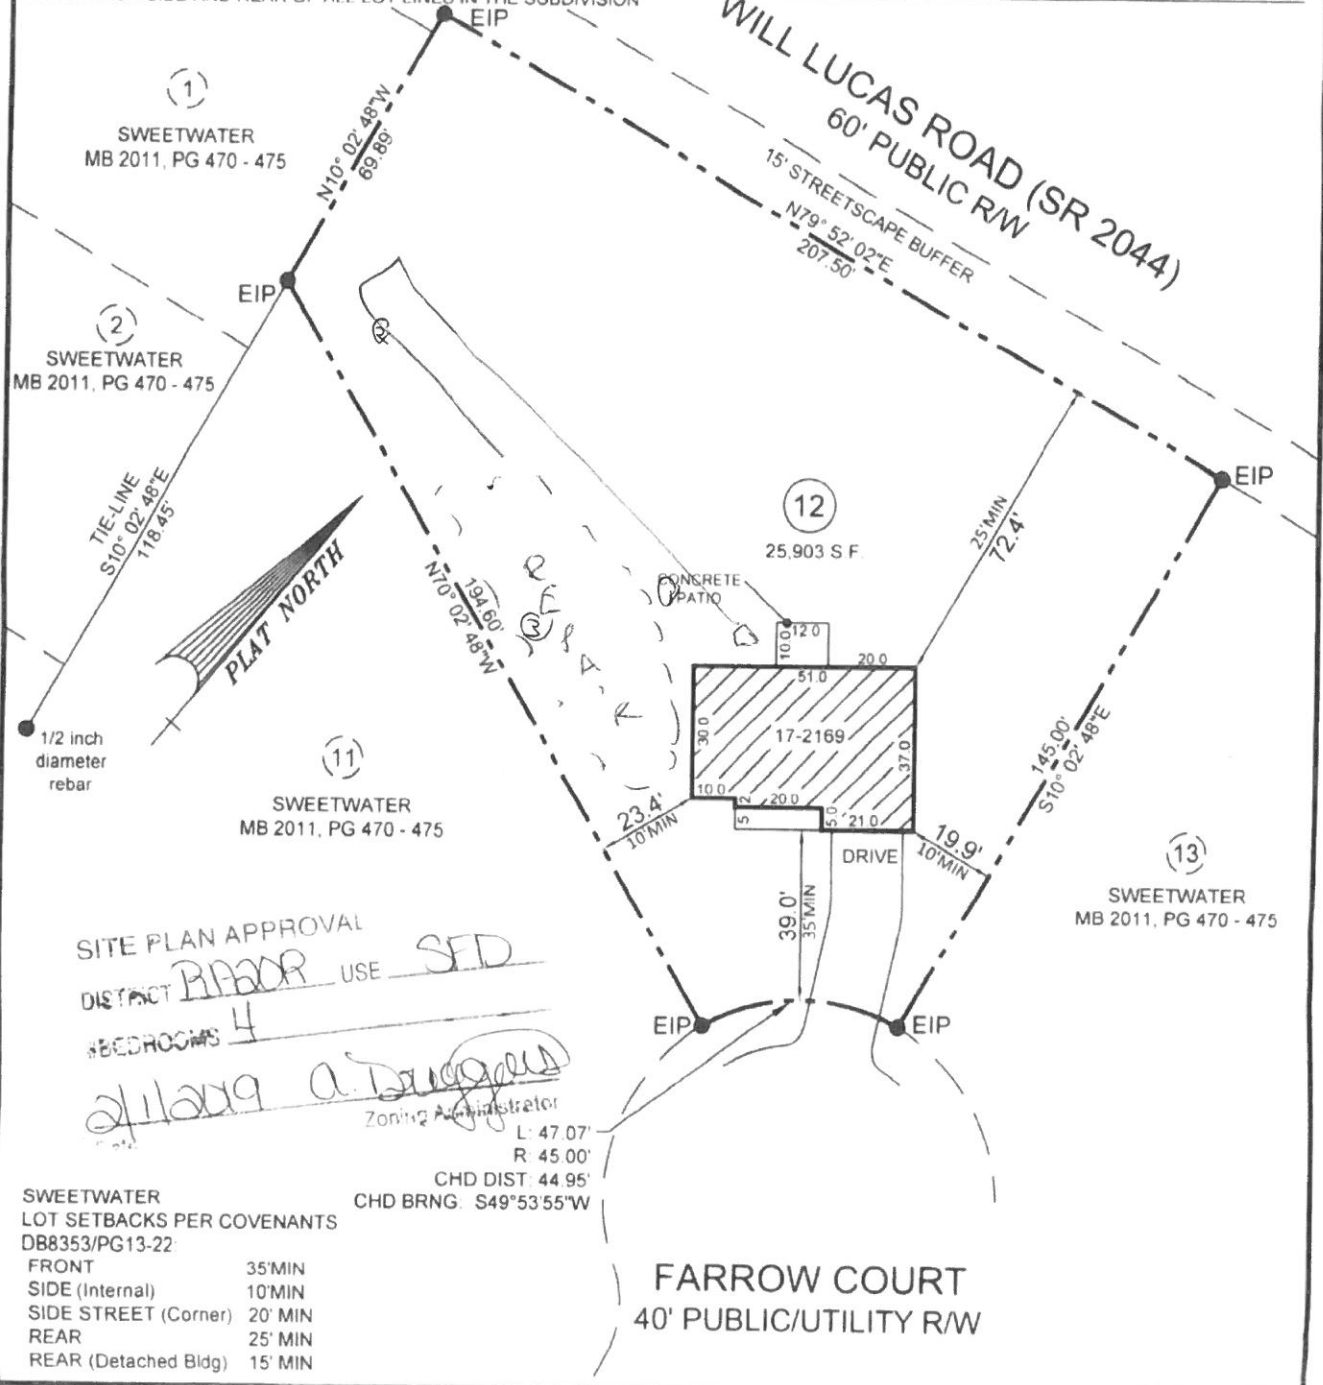 EIP
WILL LUCAS ROAD (SR 2044)
60' PUBLIC R/W
15' STREETSCAPE BUFFER
N79° 52' 02"E
207.50'
1
SWEETWATER
MB 2011, PG 470 - 475
N10° 02' 48"W
69.89'
EIP
2
SWEETWATER
MB 2011, PG 470 - 475
TIE-LINE
S10° 02' 48"E
118.45'
PLAT NORTH
1/2 inch
diameter
rebar
EIP
12
25,903 S.F.
25'MIN
72.4'
CONCRETE
PATIO
10.0
12.0
20.0
51.0
30.0
17-2169
37.0
10.0
2
20.0
5
5.0
21.0
194.60'
N70° 02' 48"W
REPAIR
23.4'
10'MIN
DRIVE
19.9'
10'MIN
39.0'
35'MIN
145.00'
S10° 02' 48"E
11
SWEETWATER
MB 2011, PG 470 - 475
13
SWEETWATER
MB 2011, PG 470 - 475
SITE PLAN APPROVAL
DISTRICT RA20R USE SFD
#BEDROOMS 4
2/1/2019
Zoning Administrator
Date
EIP
EIP
L: 47.07'
R: 45.00'
CHD DIST: 44.95'
CHD BRNG: S49°53'55"W
SWEETWATER
LOT SETBACKS PER COVENANTS
DB8353/PG13-22:
FRONT 35'MIN
SIDE (Internal) 10'MIN
SIDE STREET (Corner) 20' MIN
REAR 25' MIN
REAR (Detached Bldg) 15' MIN
FARROW COURT
40' PUBLIC/UTILITY R/W